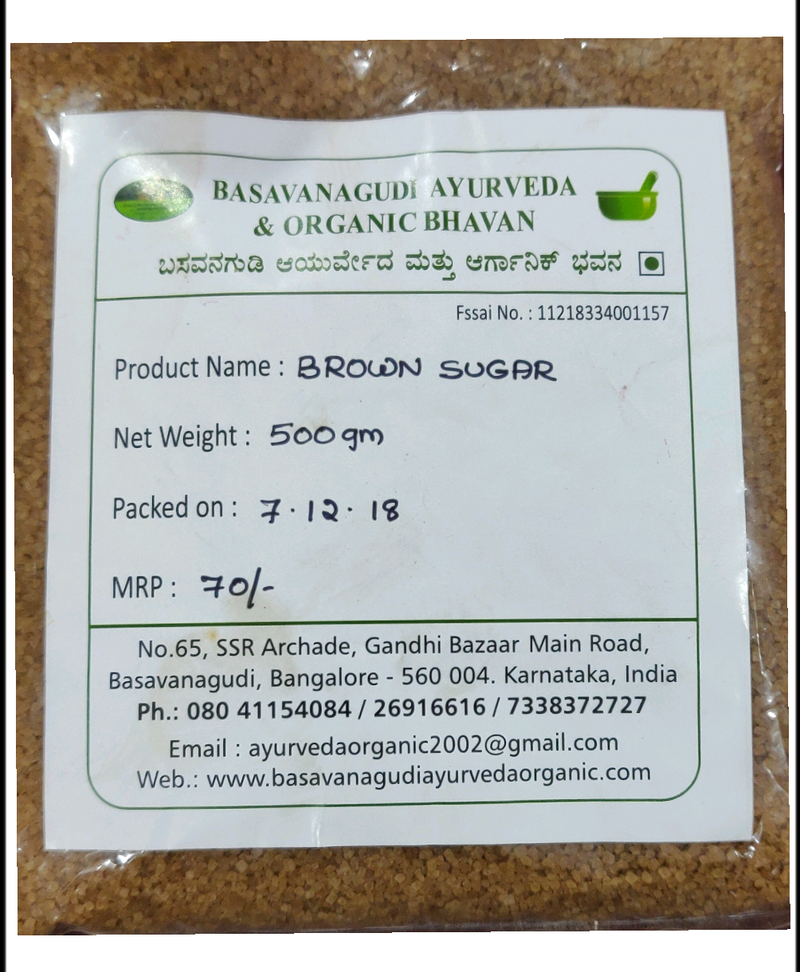 BASAVANAGUDI AYURVEDA
& ORGANIC BHAVAN
ಬಸವನಗುಡಿ ಆಯುರ್ವೇದ ಮತ್ತು ಆರ್ಗಾನಿಕ್ ಭವನ
Fssai No. : 11218334001157
Product Name : BROWN SUGAR
Net Weight : 500 gm
Packed on : 7.12.18
MRP : 70/-
No.65, SSR Archade, Gandhi Bazaar Main Road,
Basavanagudi, Bangalore - 560 004. Karnataka, India
Ph.: 080 41154084 / 26916616 / 7338372727
Email : ayurvedaorganic2002@gmail.com
Web.: www.basavanagudiayurvedaorganic.com